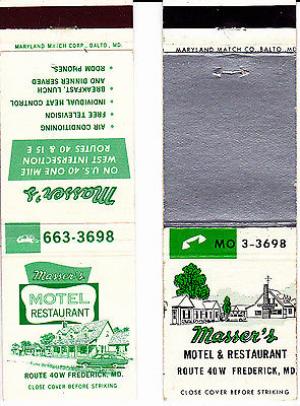 MARYLAND MATCH CORP., BALTO., MD.
• ROOM PHONES
AND DINNER SERVED
• BREAKFAST, LUNCH
• INDIVIDUAL HEAT CONTROL
• FREE TELEVISION
• AIR CONDITIONING
ROUTES 40 & 15 E
WEST INTERSECTION
ON U.S. 40 ONE MILE
Masser's
663-3698
Masser's
MOTEL
RESTAURANT
ROUTE 40W FREDERICK, MD.
CLOSE COVER BEFORE STRIKING
MARYLAND MATCH CO., BALTO., MD
MO 3-3698
Masser's
MOTEL & RESTAURANT
ROUTE 40W FREDERICK, MD.
CLOSE COVER BEFORE STRIKING